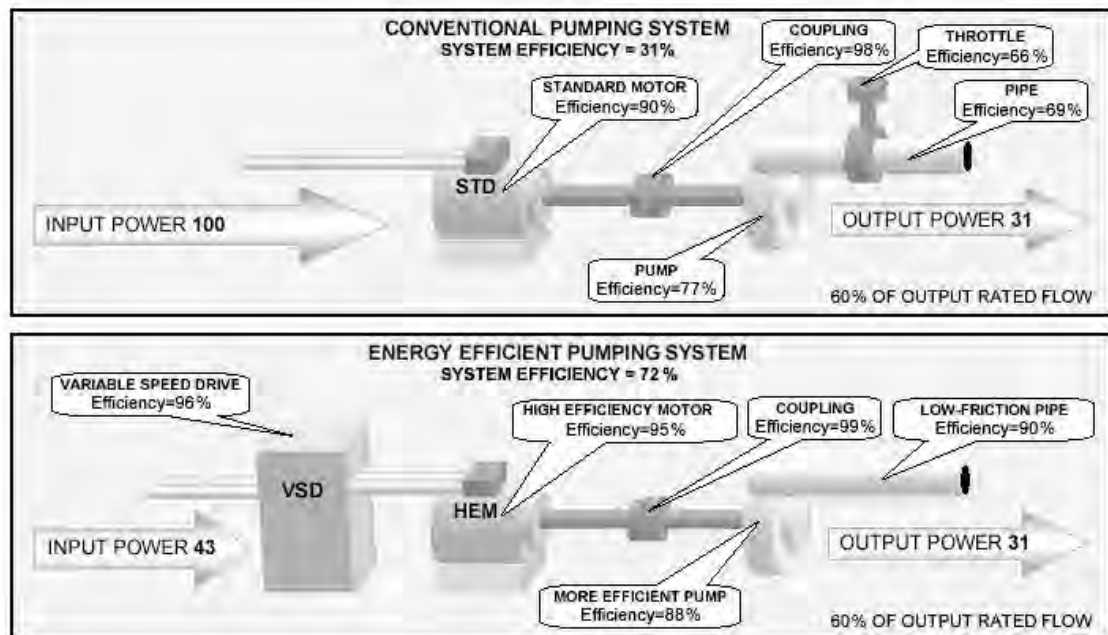 CONVENTIONAL PUMPING SYSTEM
SYSTEM EFFICIENCY = 31%
COUPLING
Efficiency=98%
THROTTLE
Efficiency=66%
STANDARD MOTOR
Efficiency=90%
PIPE
Efficiency=69%
STD
INPUT POWER 100
OUTPUT POWER 31
PUMP
Efficiency=77%
60% OF OUTPUT RATED FLOW
ENERGY EFFICIENT PUMPING SYSTEM
SYSTEM EFFICIENCY = 72%
VARIABLE SPEED DRIVE
Efficiency=96%
HIGH EFFICIENCY MOTOR
Efficiency=95%
COUPLING
Efficiency=99%
LOW-FRICTION PIPE
Efficiency=90%
VSD
HEM
INPUT POWER 43
OUTPUT POWER 31
MORE EFFICIENT PUMP
Efficiency=88%
60% OF OUTPUT RATED FLOW